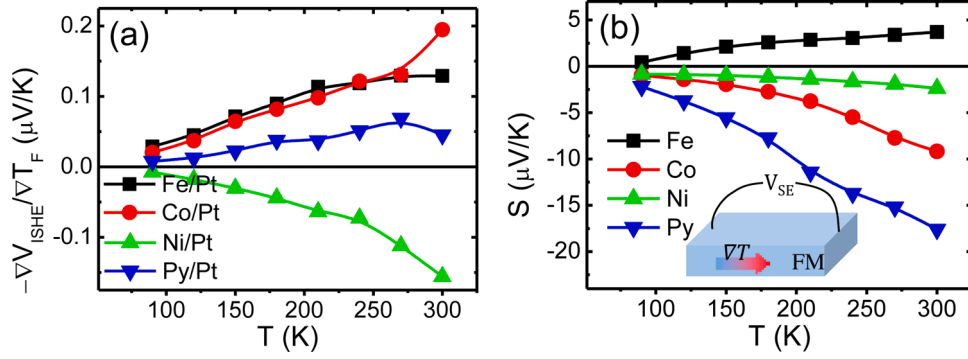 (a)
−∇V_ISHE/∇T_F (μV/K)
0.2
0.1
0.0
-0.1
Fe/Pt
Co/Pt
Ni/Pt
Py/Pt
100 150 200 250 300
T (K)
(b)
S (μV/K)
5
0
-5
-10
-15
-20
Fe
Co
Ni
Py
V_SE
∇T
FM
100 150 200 250 300
T (K)